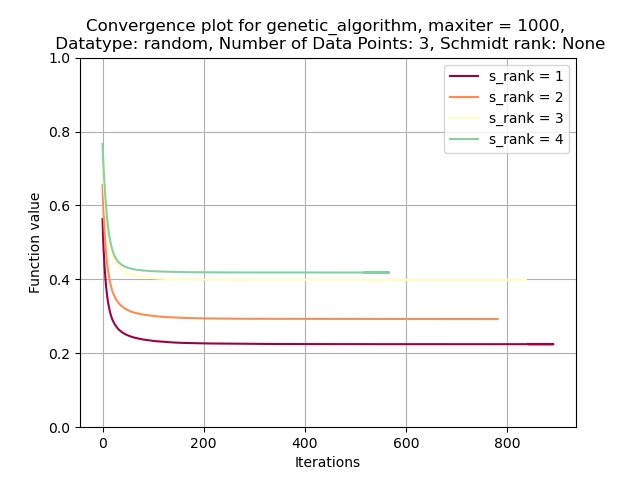 Convergence plot for genetic_algorithm, maxiter = 1000,
Datatype: random, Number of Data Points: 3, Schmidt rank: None
1.0
0.8
0.6
0.4
0.2
0.0
Function value
s_rank = 1
s_rank = 2
s_rank = 3
s_rank = 4
0
200
400
600
800
Iterations